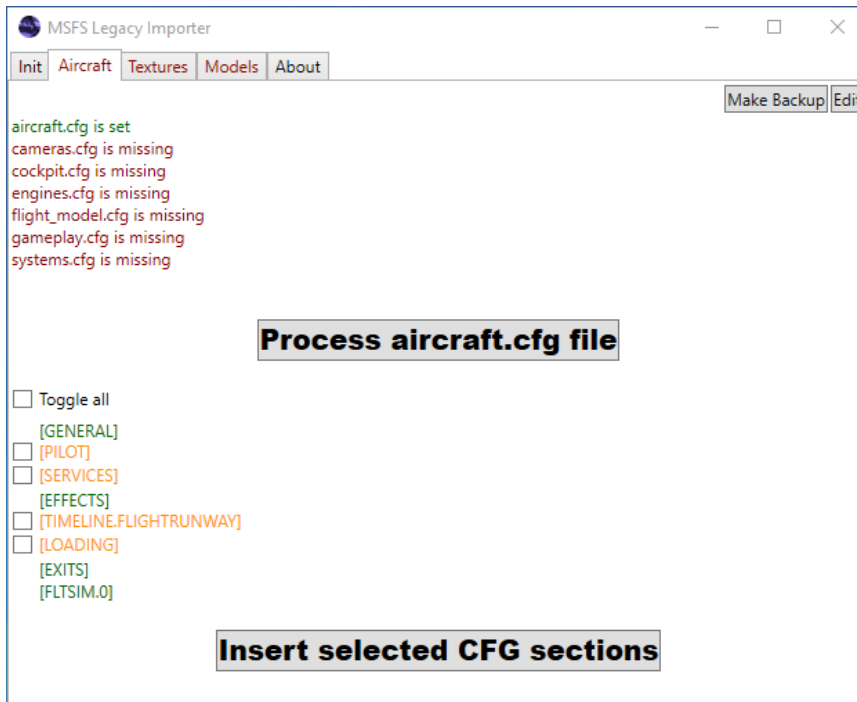 MSFS Legacy Importer
Init Aircraft Textures Models About
Make Backup
aircraft.cfg is set
cameras.cfg is missing
cockpit.cfg is missing
engines.cfg is missing
flight_model.cfg is missing
gameplay.cfg is missing
systems.cfg is missing
Process aircraft.cfg file
Toggle all
[GENERAL]
[PILOT]
[SERVICES]
[EFFECTS]
[TIMELINE.FLIGHTRUNWAY]
[LOADING]
[EXITS]
[FLTSIM.0]
Insert selected CFG sections